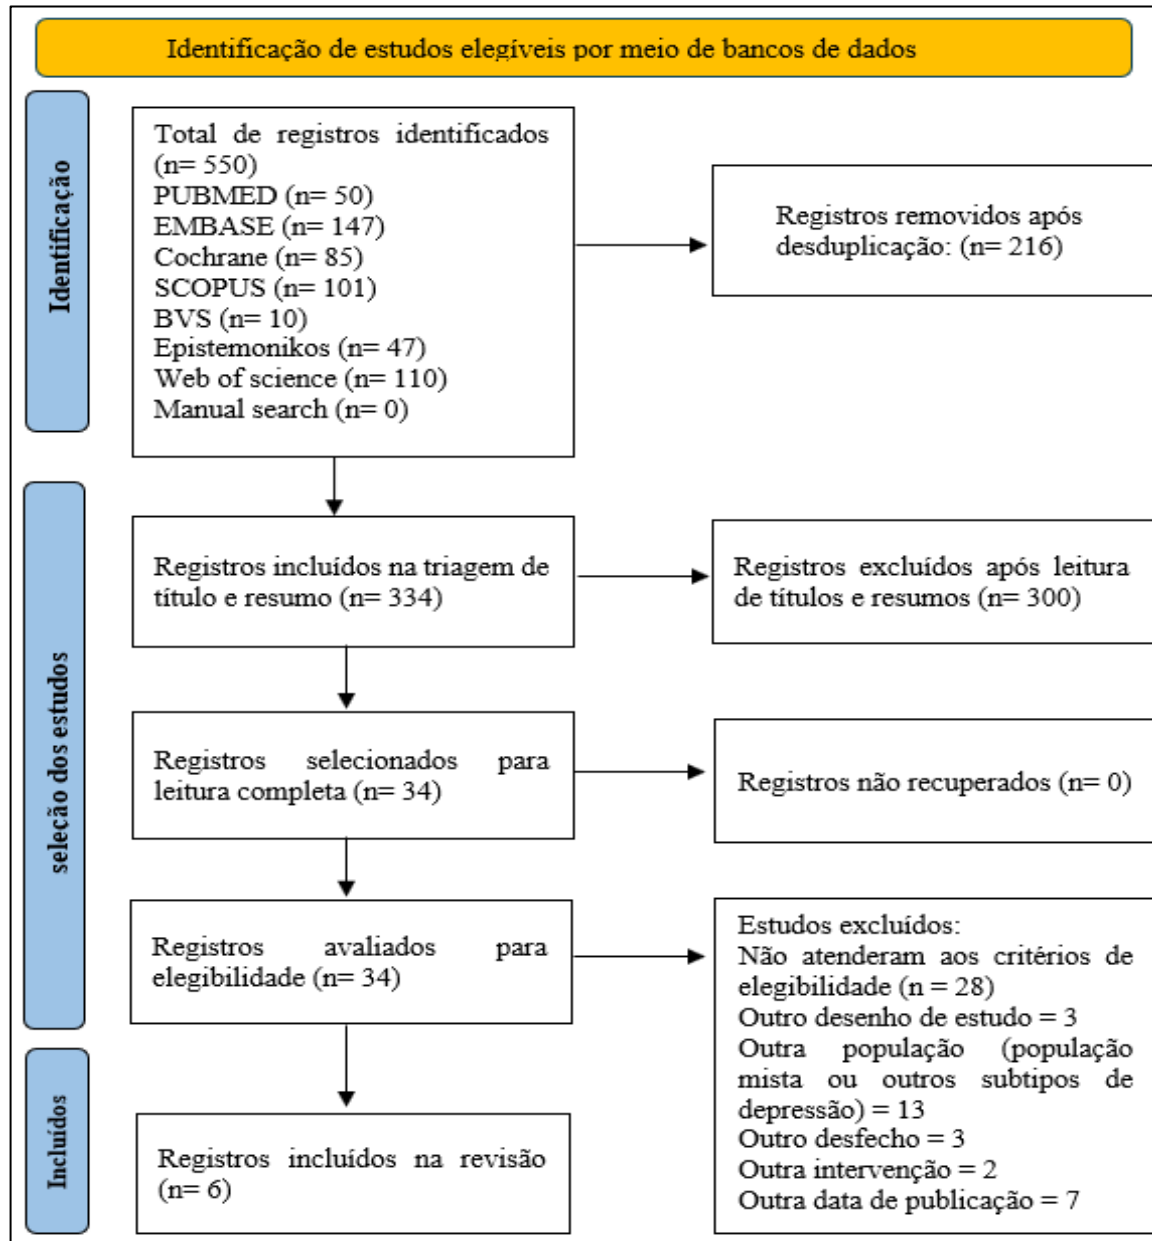 Identificação de estudos elegíveis por meio de bancos de dados
Identificação
Total de registros identificados
(n= 550)
PUBMED (n= 50)
EMBASE (n= 147)
Cochrane (n= 85)
SCOPUS (n= 101)
BVS (n= 10)
Epistemonikos (n= 47)
Web of science (n= 110)
Manual search (n= 0)
Registros removidos após
desduplicação: (n= 216)
seleção dos estudos
Registros incluídos na triagem de
título e resumo (n= 334)
Registros excluídos após leitura
de títulos e resumos (n= 300)
Registros selecionados para
leitura completa (n= 34)
Registros não recuperados (n= 0)
Registros avaliados para
elegibilidade (n= 34)
Estudos excluídos:
Não atenderam aos critérios de
elegibilidade (n = 28)
Outro desenho de estudo = 3
Outra população (população
mista ou outros subtipos de
depressão) = 13
Outro desfecho = 3
Outra intervenção = 2
Outra data de publicação = 7
Incluídos
Registros incluídos na revisão
(n= 6)